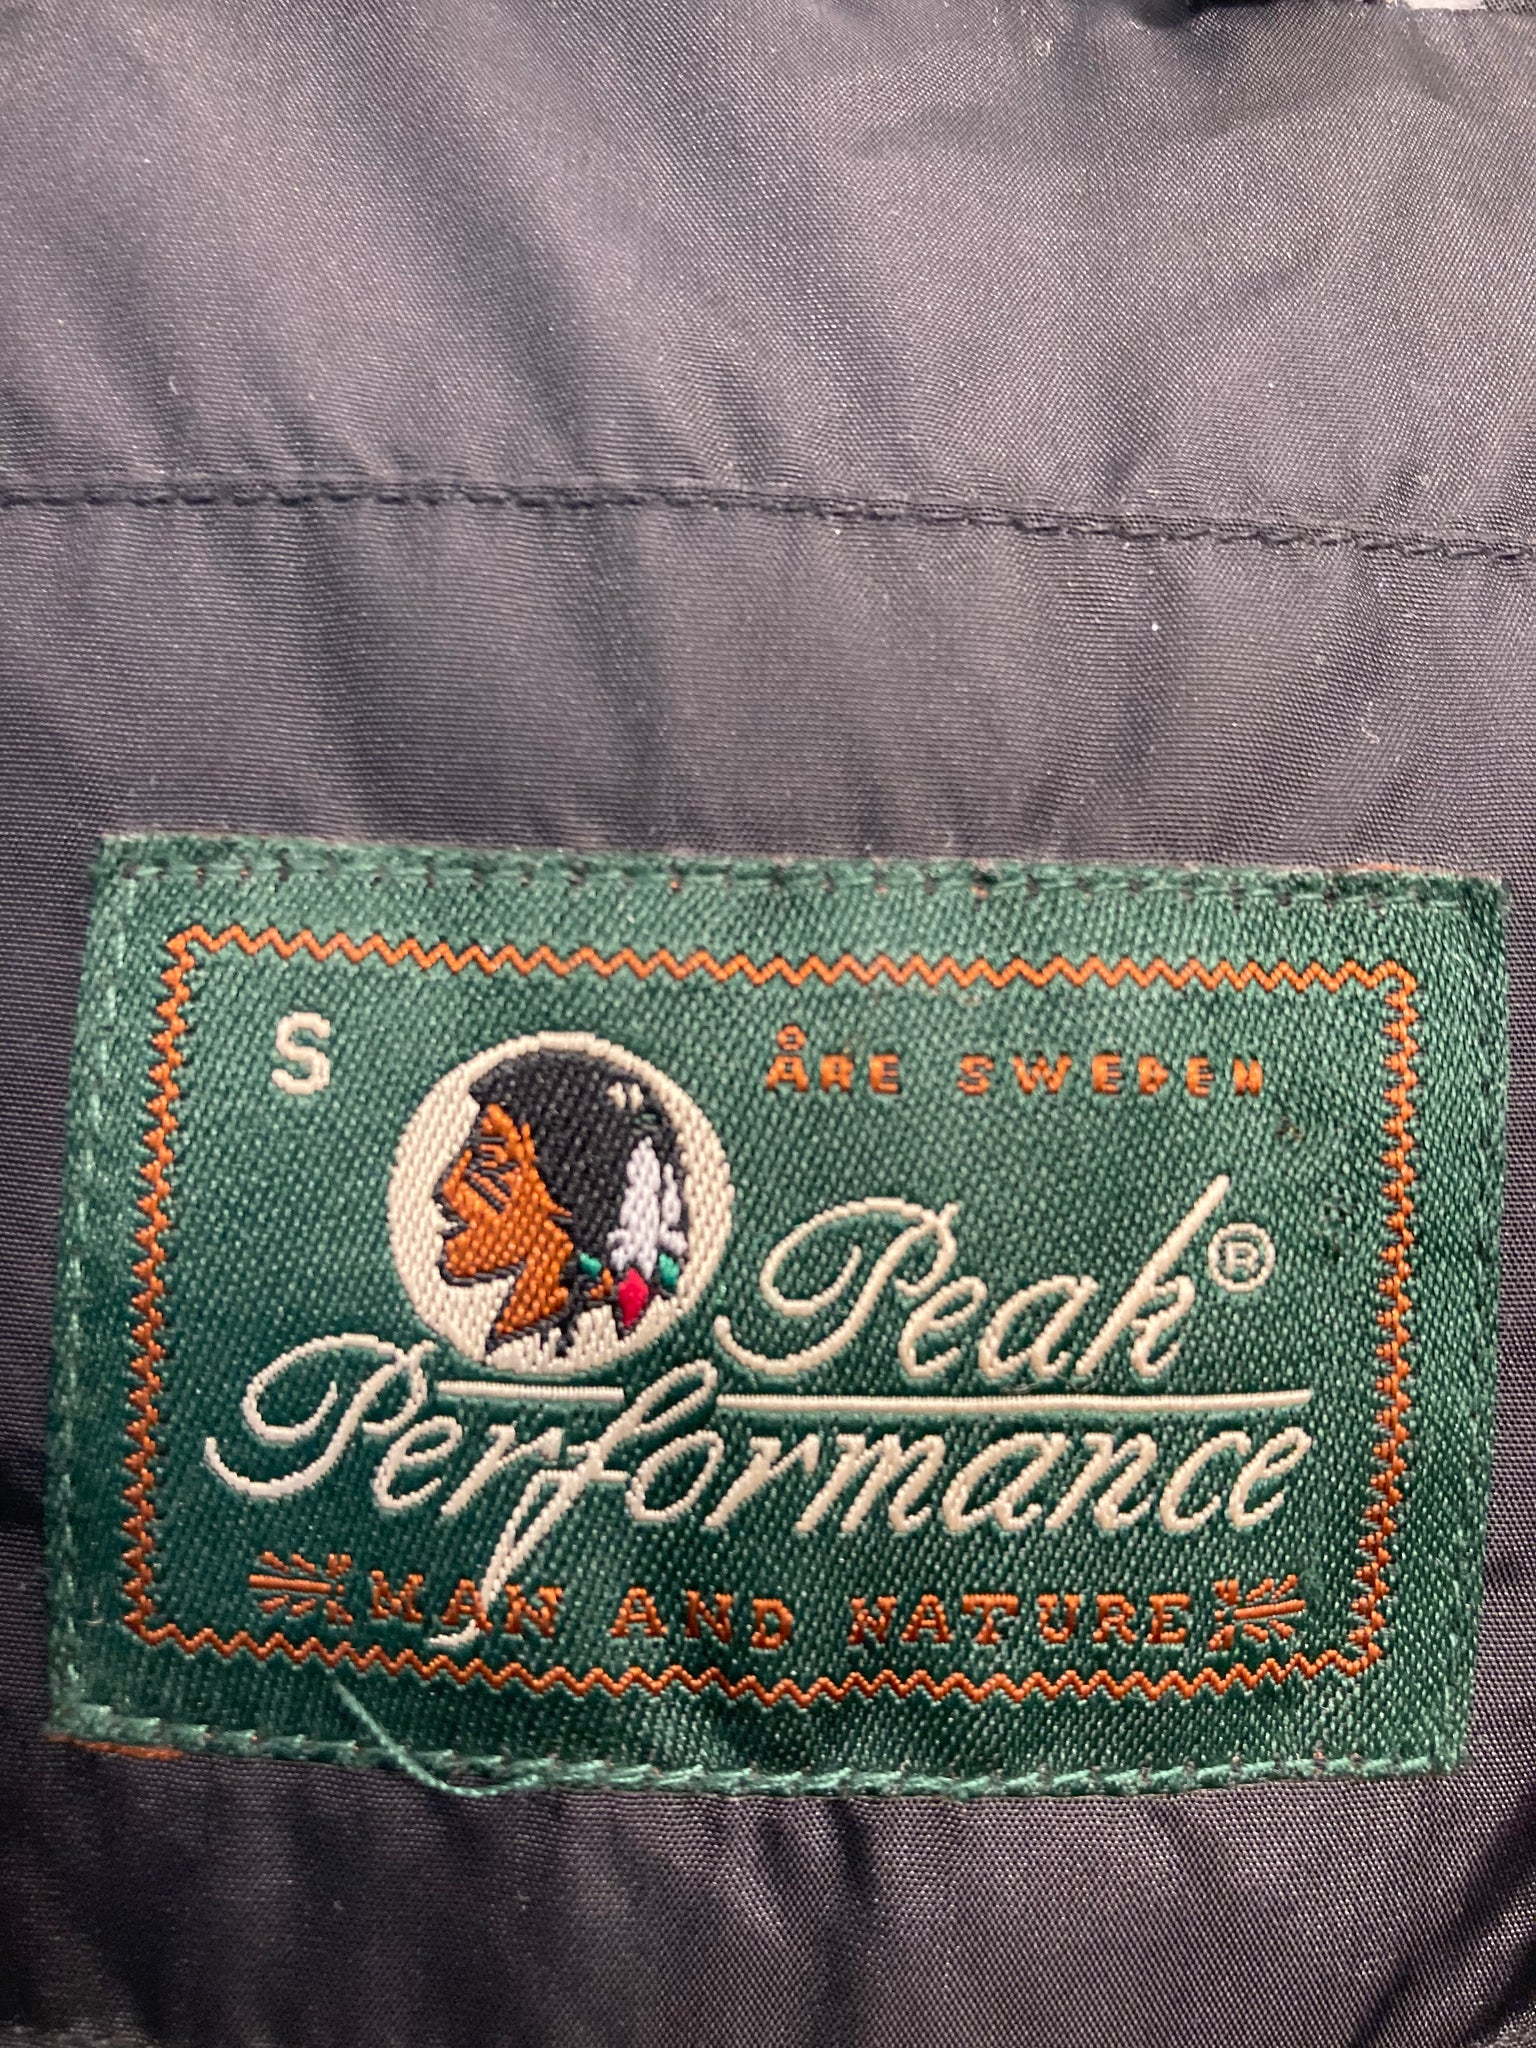 S
ÅRE SWEDEN
Peak®
Performance
MAN AND NATURE